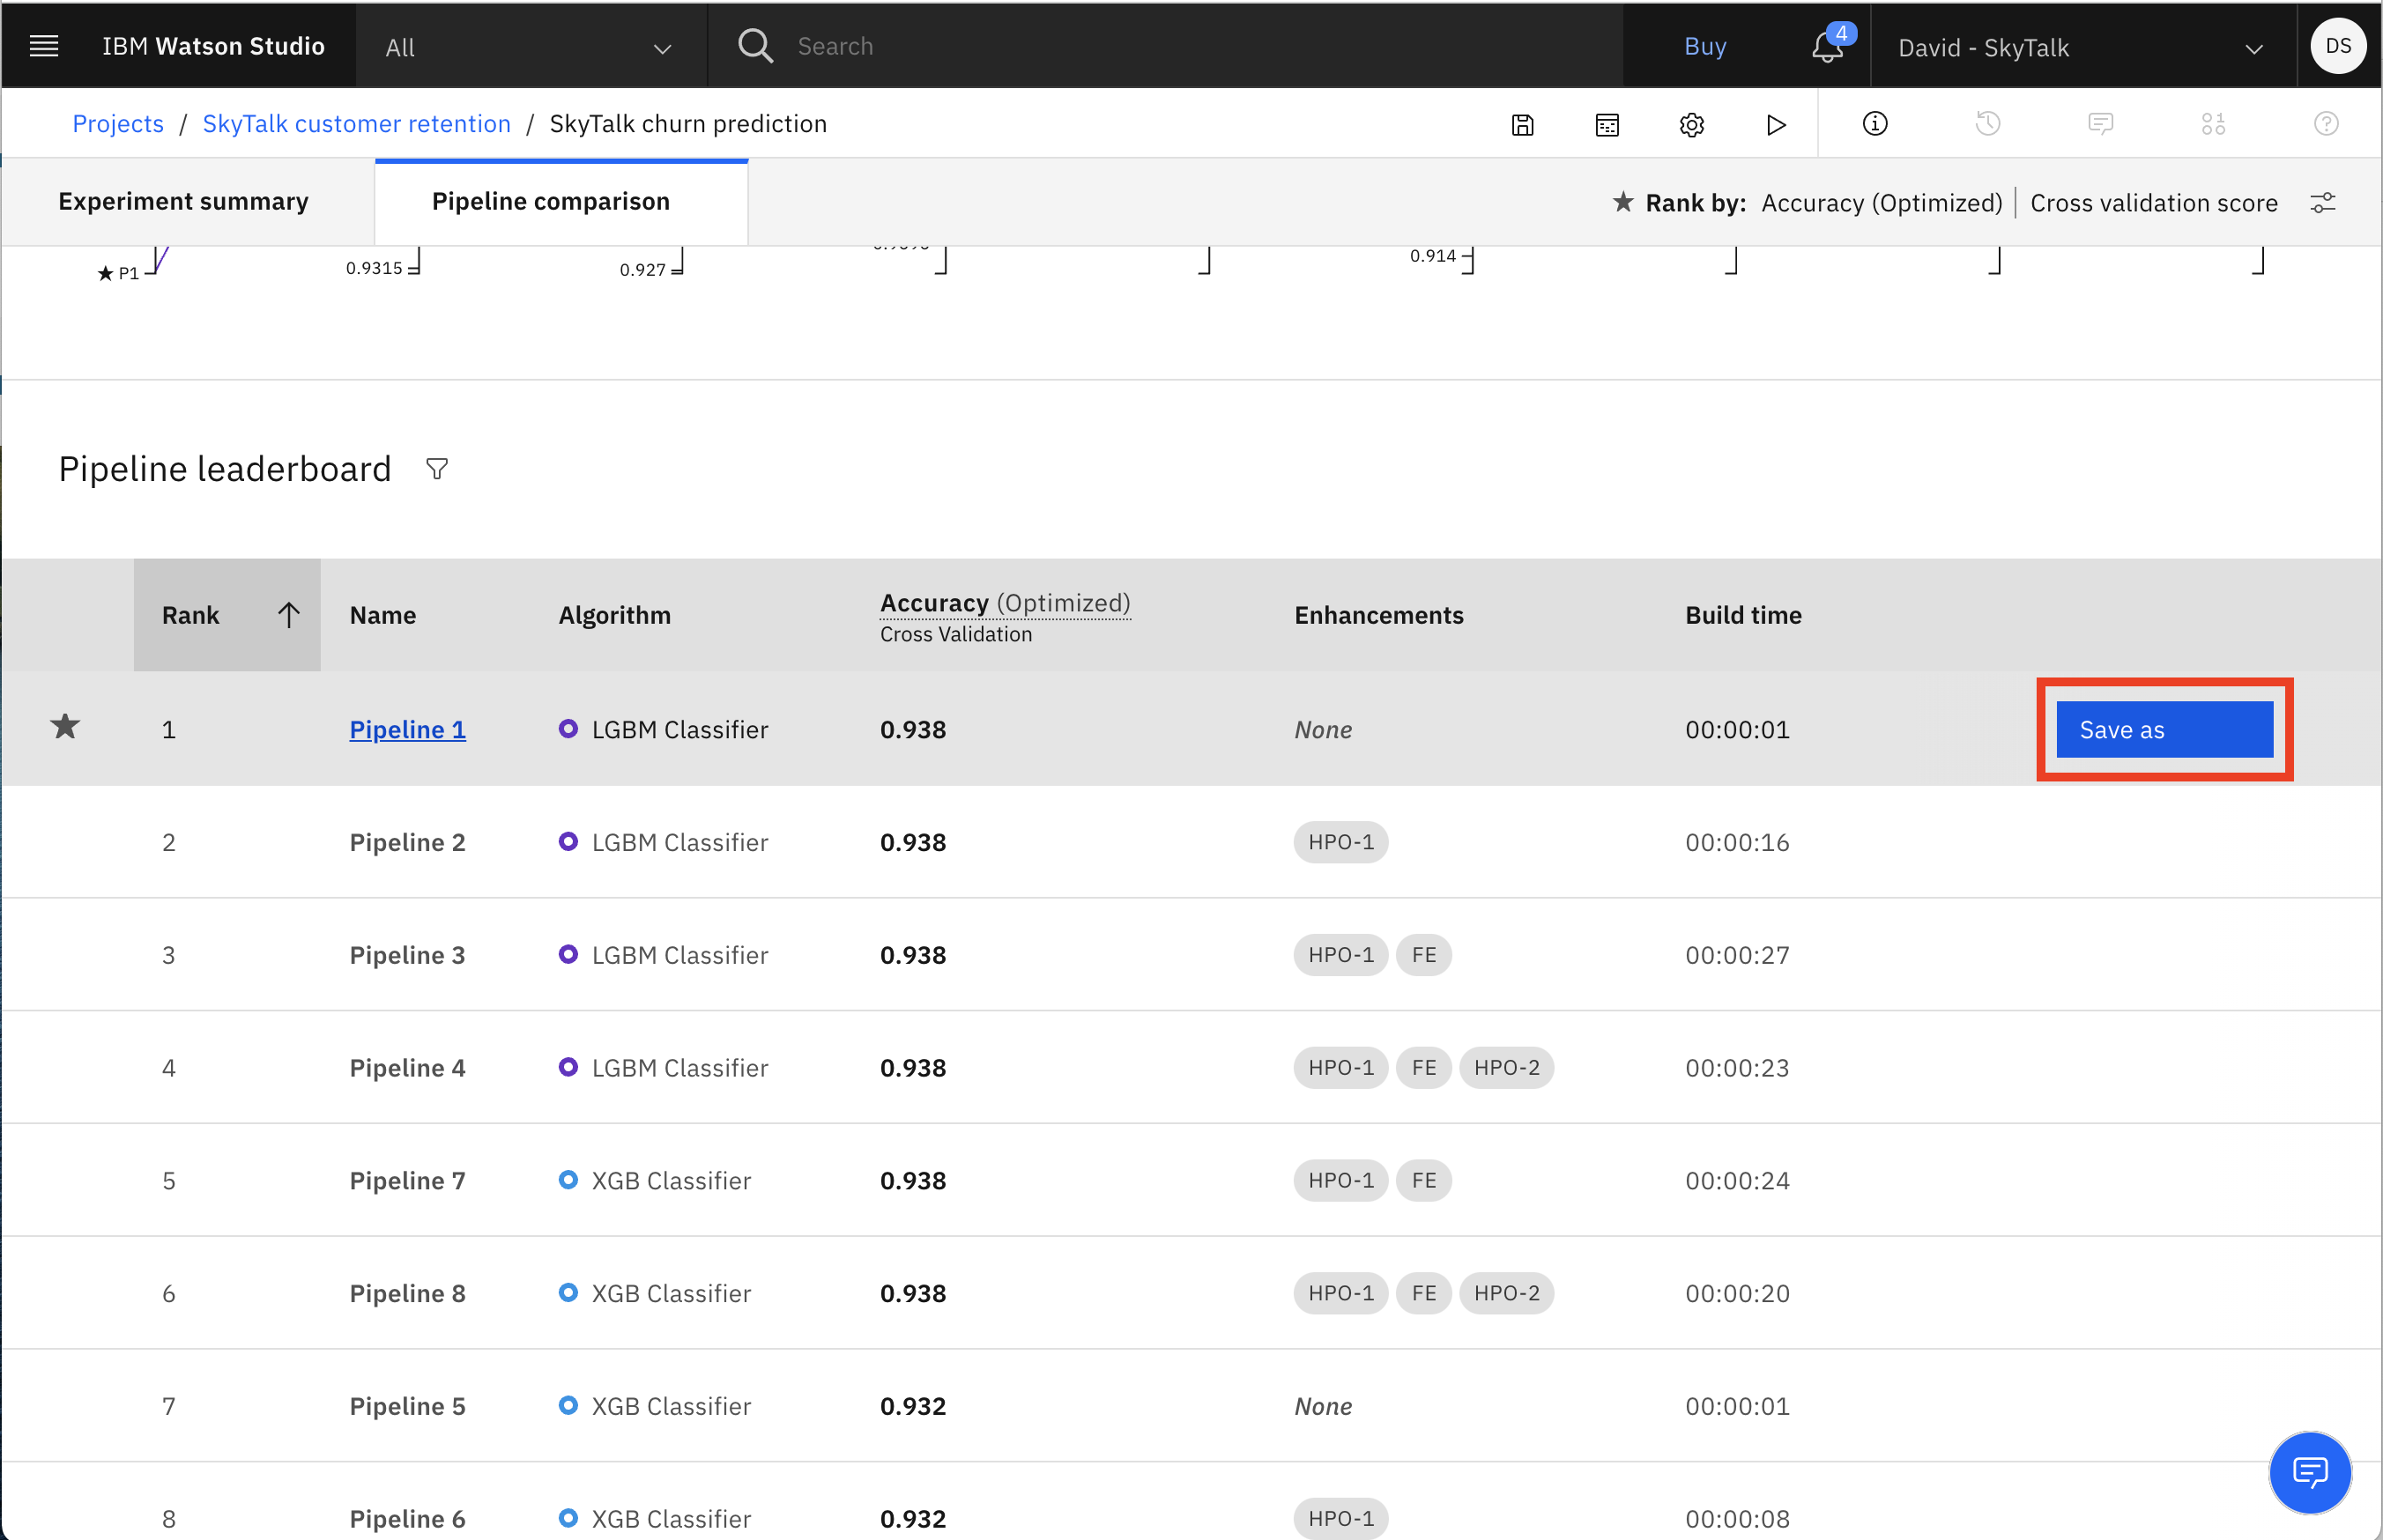 IBM Watson Studio All Search Buy 4 David - SkyTalk DS
Projects / SkyTalk customer retention / SkyTalk churn prediction
Experiment summary Pipeline comparison ★ Rank by: Accuracy (Optimized) | Cross validation score
★ P1 0.9315 0.927 0.914
Pipeline leaderboard
Rank Name Algorithm Accuracy (Optimized) Enhancements Build time
Cross Validation
★ 1 Pipeline 1 LGBM Classifier 0.938 None 00:00:01 Save as
2 Pipeline 2 LGBM Classifier 0.938 HPO-1 00:00:16
3 Pipeline 3 LGBM Classifier 0.938 HPO-1 FE 00:00:27
4 Pipeline 4 LGBM Classifier 0.938 HPO-1 FE HPO-2 00:00:23
5 Pipeline 7 XGB Classifier 0.938 HPO-1 FE 00:00:24
6 Pipeline 8 XGB Classifier 0.938 HPO-1 FE HPO-2 00:00:20
7 Pipeline 5 XGB Classifier 0.932 None 00:00:01
8 Pipeline 6 XGB Classifier 0.932 HPO-1 00:00:08